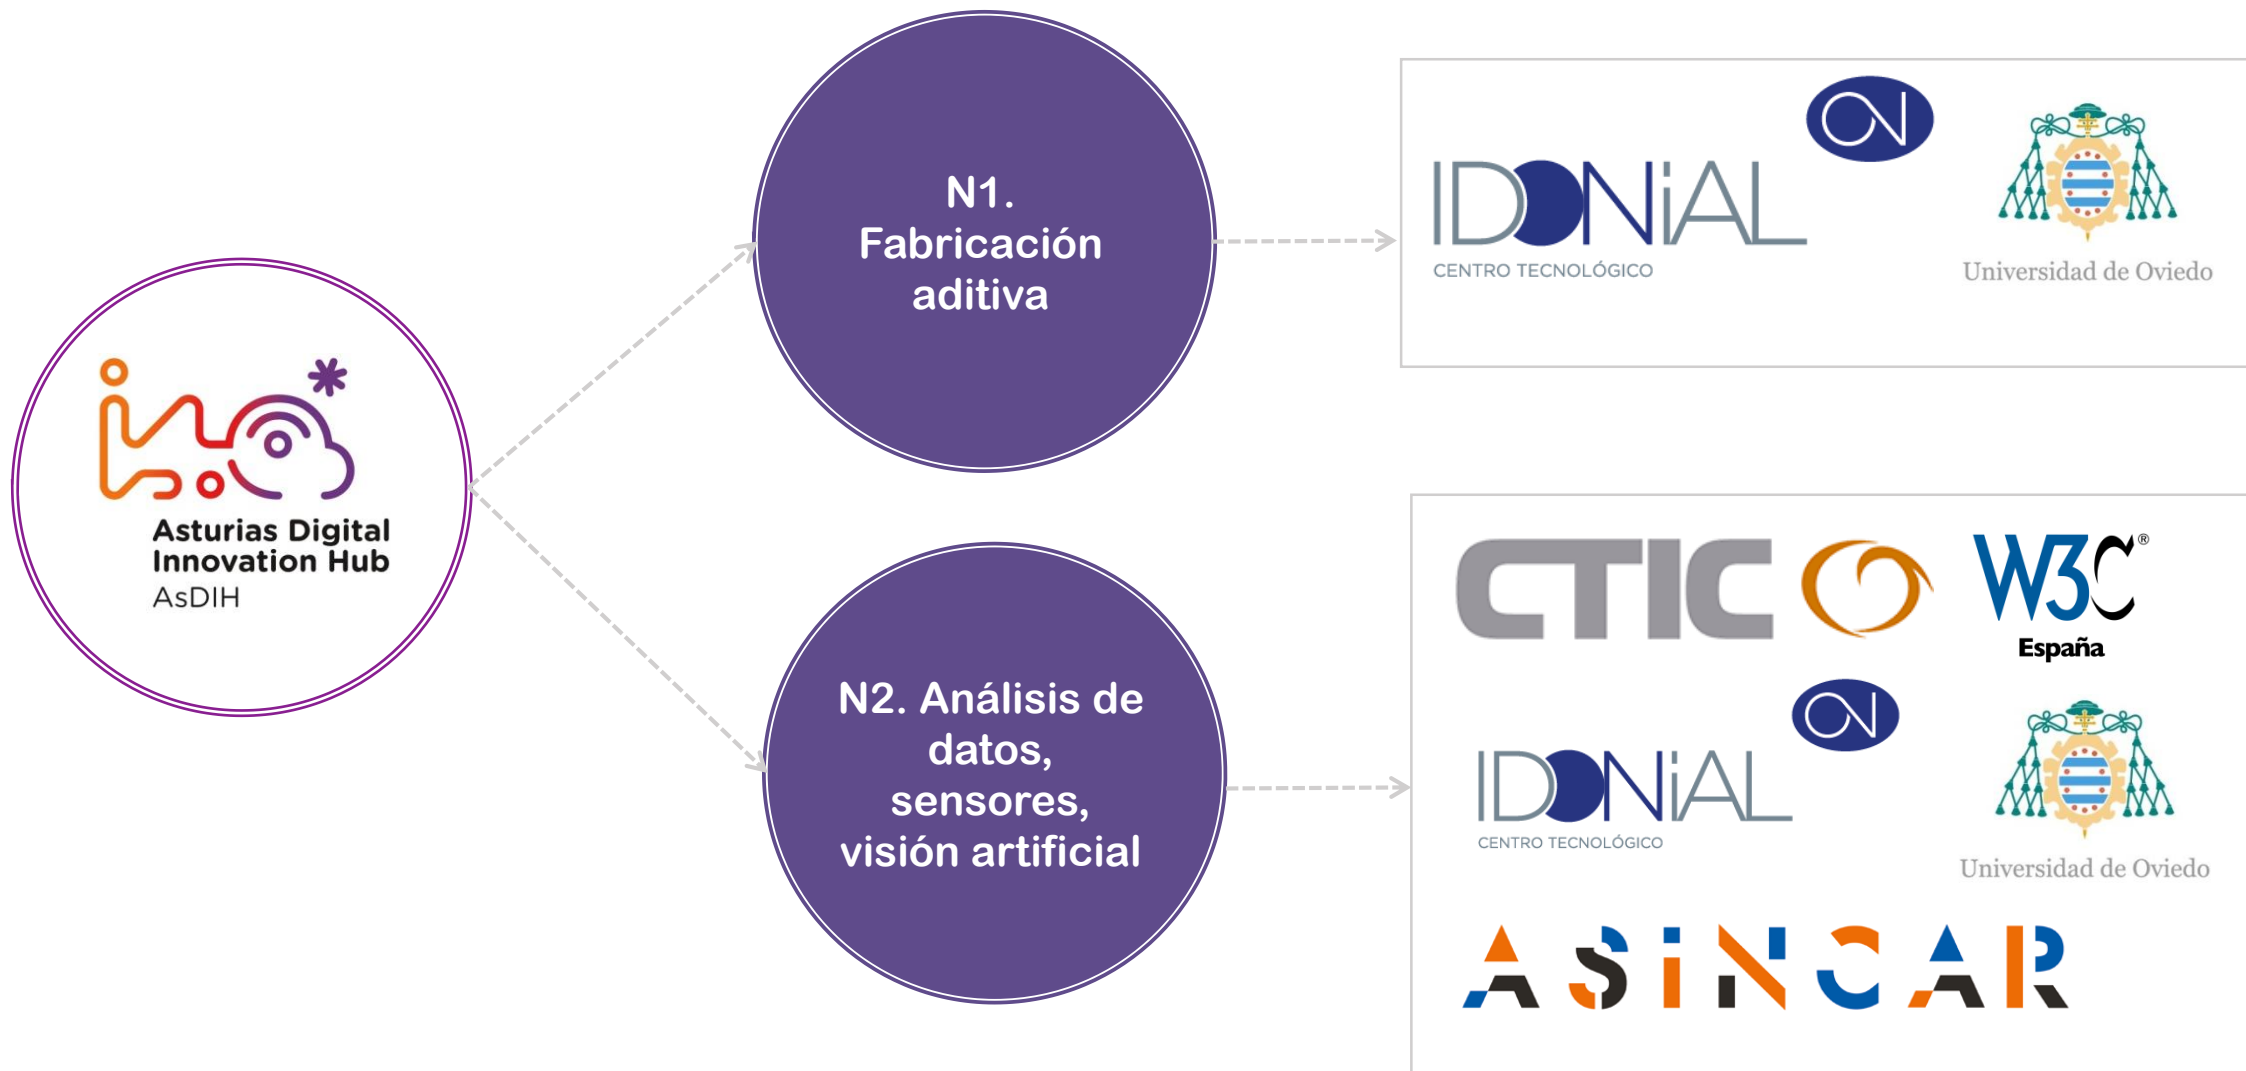 Asturias Digital
Innovation Hub
AsDIH
N1.
Fabricación
aditiva
IDONiAL
CENTRO TECNOLÓGICO
Universidad de Oviedo
N2. Análisis de
datos,
sensores,
visión artificial
CTIC
W3C®
España
IDONiAL
CENTRO TECNOLÓGICO
Universidad de Oviedo
ASiNCAR